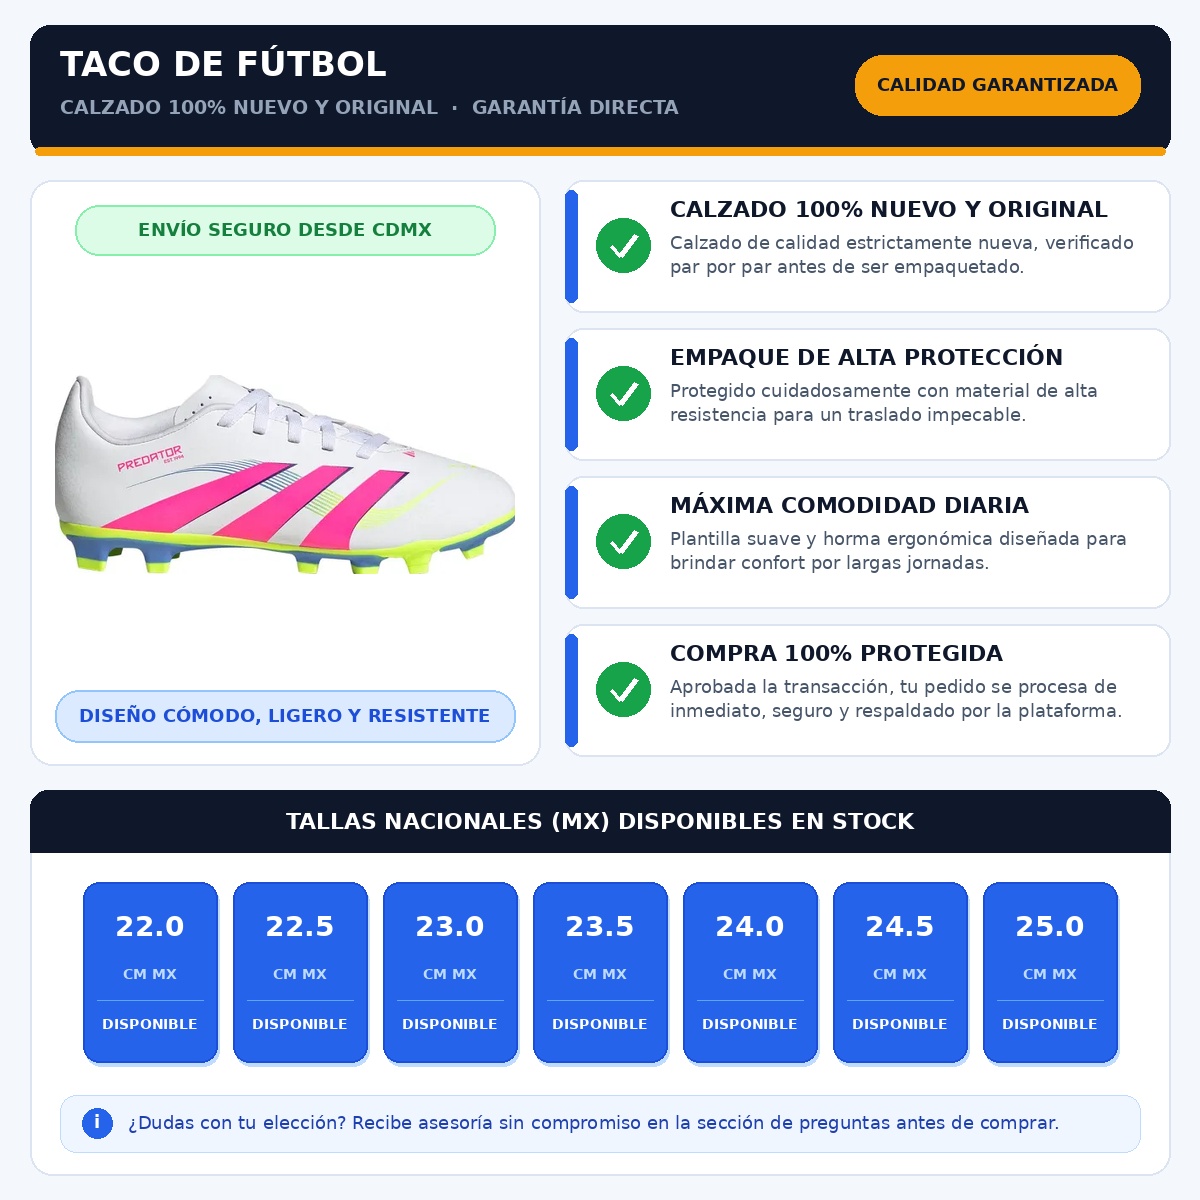 TACO DE FÚTBOL
CALZADO 100% NUEVO Y ORIGINAL · GARANTÍA DIRECTA
CALIDAD GARANTIZADA
ENVÍO SEGURO DESDE CDMX
PREDATOR
EST. 1994
DISEÑO CÓMODO, LIGERO Y RESISTENTE
CALZADO 100% NUEVO Y ORIGINAL
Calzado de calidad estrictamente nueva, verificado
par por par antes de ser empaquetado.
EMPAQUE DE ALTA PROTECCIÓN
Protegido cuidadosamente con material de alta
resistencia para un traslado impecable.
MÁXIMA COMODIDAD DIARIA
Plantilla suave y horma ergonómica diseñada para
brindar confort por largas jornadas.
COMPRA 100% PROTEGIDA
Aprobada la transacción, tu pedido se procesa de
inmediato, seguro y respaldado por la plataforma.
TALLAS NACIONALES (MX) DISPONIBLES EN STOCK
22.0 22.5 23.0 23.5 24.0 24.5 25.0
CM MX CM MX CM MX CM MX CM MX CM MX CM MX
DISPONIBLE DISPONIBLE DISPONIBLE DISPONIBLE DISPONIBLE DISPONIBLE DISPONIBLE
i ¿Dudas con tu elección? Recibe asesoría sin compromiso en la sección de preguntas antes de comprar.